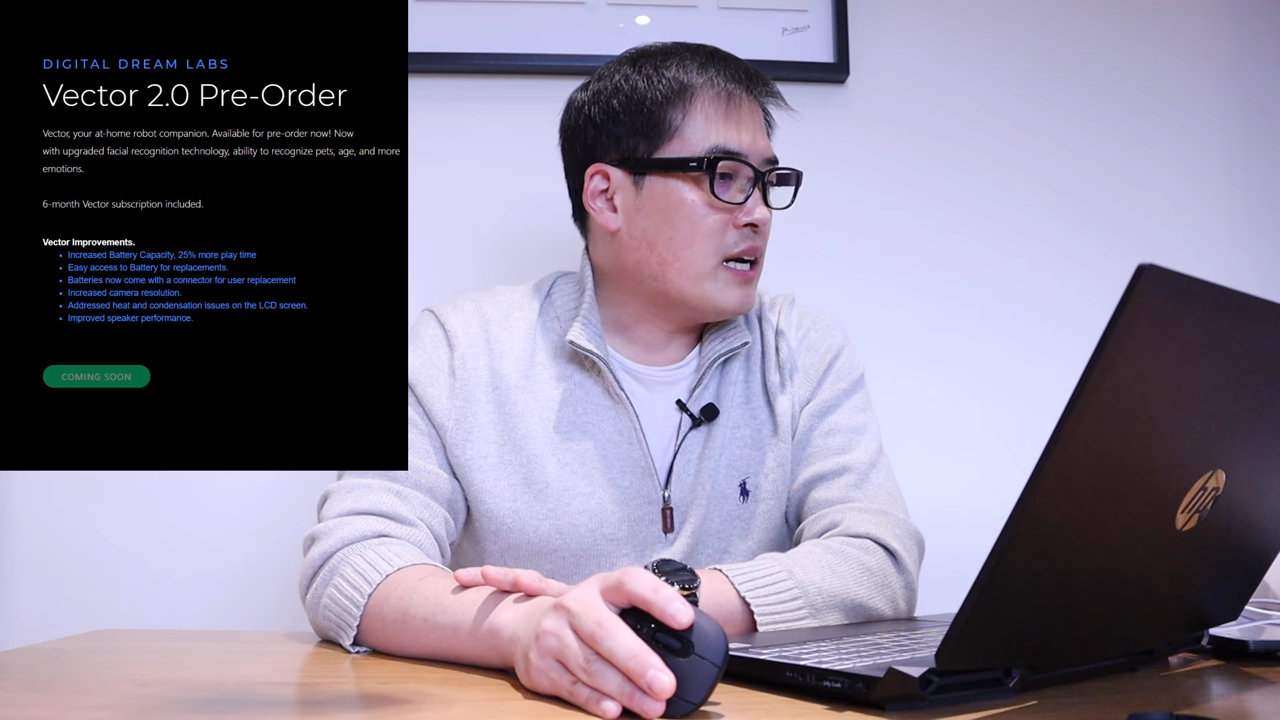 DIGITAL DREAM LABS
Vector 2.0 Pre-Order
Vector, your at-home robot companion. Available for pre-order now! Now
with upgraded facial recognition technology, ability to recognize pets, age, and more
emotions.
6-month Vector subscription included.
Vector Improvements.
• Increased Battery Capacity, 25% more play time
• Easy access to Battery for replacements.
• Batteries now come with a connector for user replacement
• Increased camera resolution.
• Addressed heat and condensation issues on the LCD screen.
• Improved speaker performance.
COMING SOON
hp